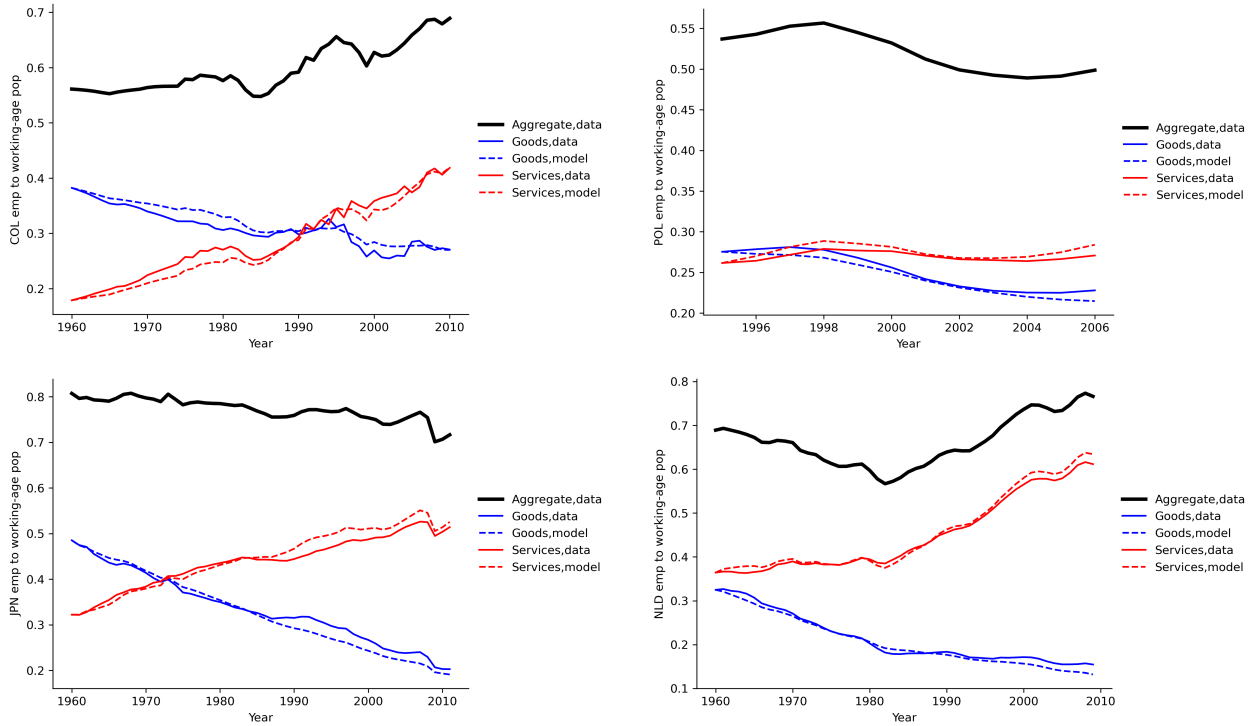 0.7
0.6
0.5
0.4
0.3
0.2
COL emp to working-age pop
1960
1970
1980
1990
2000
2010
Year
Aggregate,data
Goods,data
Goods,model
Services,data
Services,model
0.55
0.50
0.45
0.40
0.35
0.30
0.25
0.20
POL emp to working-age pop
1996
1998
2000
2002
2004
2006
Year
Aggregate,data
Goods,data
Goods,model
Services,data
Services,model
0.8
0.7
0.6
0.5
0.4
0.3
0.2
JPN emp to working-age pop
1960
1970
1980
1990
2000
2010
Year
Aggregate,data
Goods,data
Goods,model
Services,data
Services,model
0.8
0.7
0.6
0.5
0.4
0.3
0.2
0.1
NLD emp to working-age pop
1960
1970
1980
1990
2000
2010
Year
Aggregate,data
Goods,data
Goods,model
Services,data
Services,model